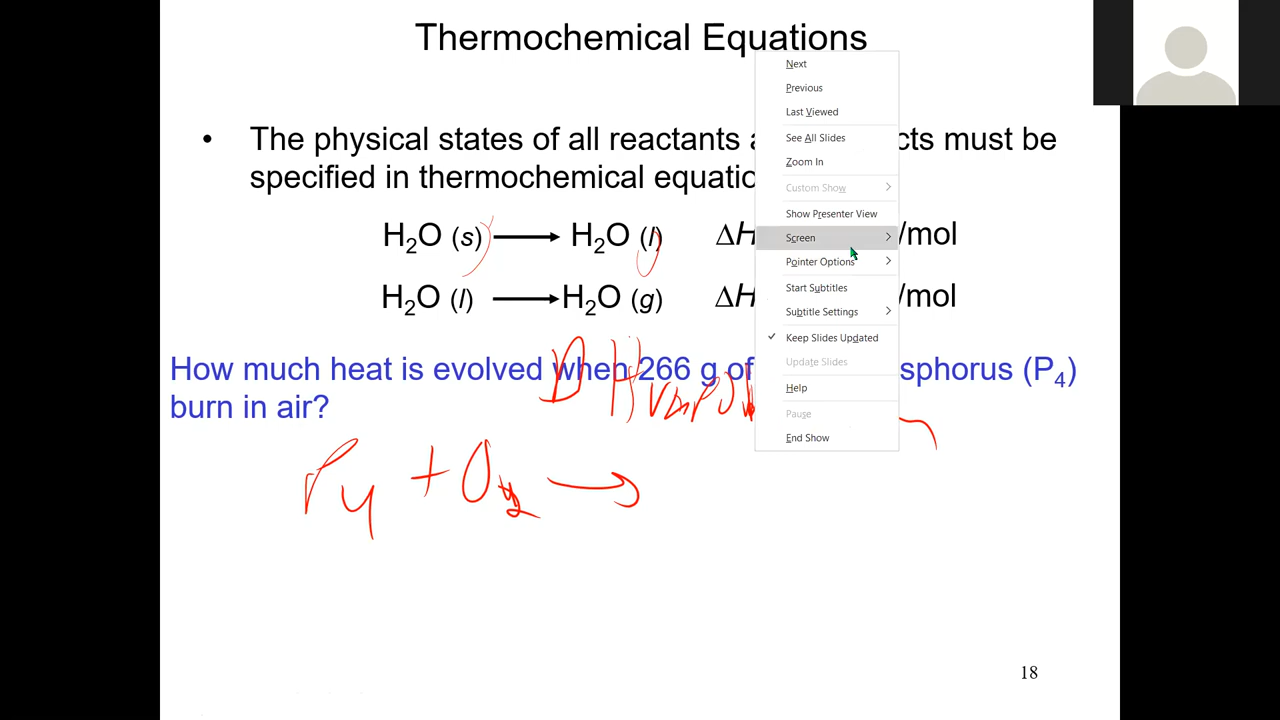 Thermochemical Equations
• The physical states of all reactants a cts must be
specified in thermochemical equatio
H2O (s) ⟶ H2O (l) ΔH /mol
H2O (l) ⟶ H2O (g) ΔH /mol
How much heat is evolved when 266 g of sphorus (P4)
burn in air?
P4 + O2 →
Next
Previous
Last Viewed
See All Slides
Zoom In
Custom Show
Show Presenter View
Screen
Pointer Options
Start Subtitles
Subtitle Settings
Keep Slides Updated
Update Slides
Help
Pause
End Show
18